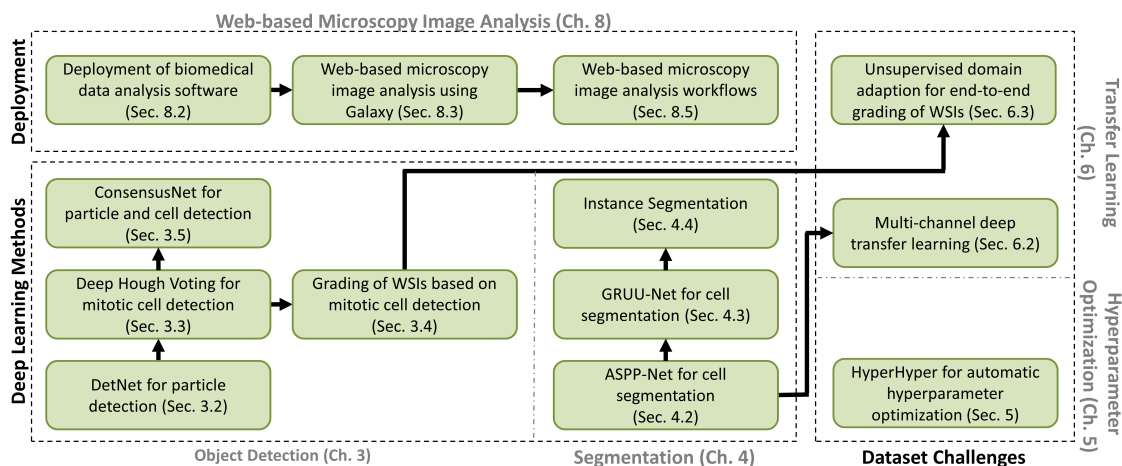 Web-based Microscopy Image Analysis (Ch. 8)
Deployment
Deployment of biomedical
data analysis software
(Sec. 8.2)
Web-based microscopy
image analysis using
Galaxy (Sec. 8.3)
Web-based microscopy
image analysis workflows
(Sec. 8.5)
Unsupervised domain
adaption for end-to-end
grading of WSIs (Sec. 6.3)
Transfer Learning
(Ch. 6)
Deep Learning Methods
ConsensusNet for
particle and cell detection
(Sec. 3.5)
Instance Segmentation
(Sec. 4.4)
Multi-channel deep
transfer learning (Sec. 6.2)
Deep Hough Voting for
mitotic cell detection
(Sec. 3.3)
Grading of WSIs based on
mitotic cell detection
(Sec. 3.4)
GRUU-Net for cell
segmentation (Sec. 4.3)
DetNet for particle
detection (Sec. 3.2)
ASPP-Net for cell
segmentation
(Sec. 4.2)
HyperHyper for automatic
hyperparameter
optimization (Sec. 5)
Hyperparameter
Optimization (Ch. 5)
Object Detection (Ch. 3)
Segmentation (Ch. 4)
Dataset Challenges